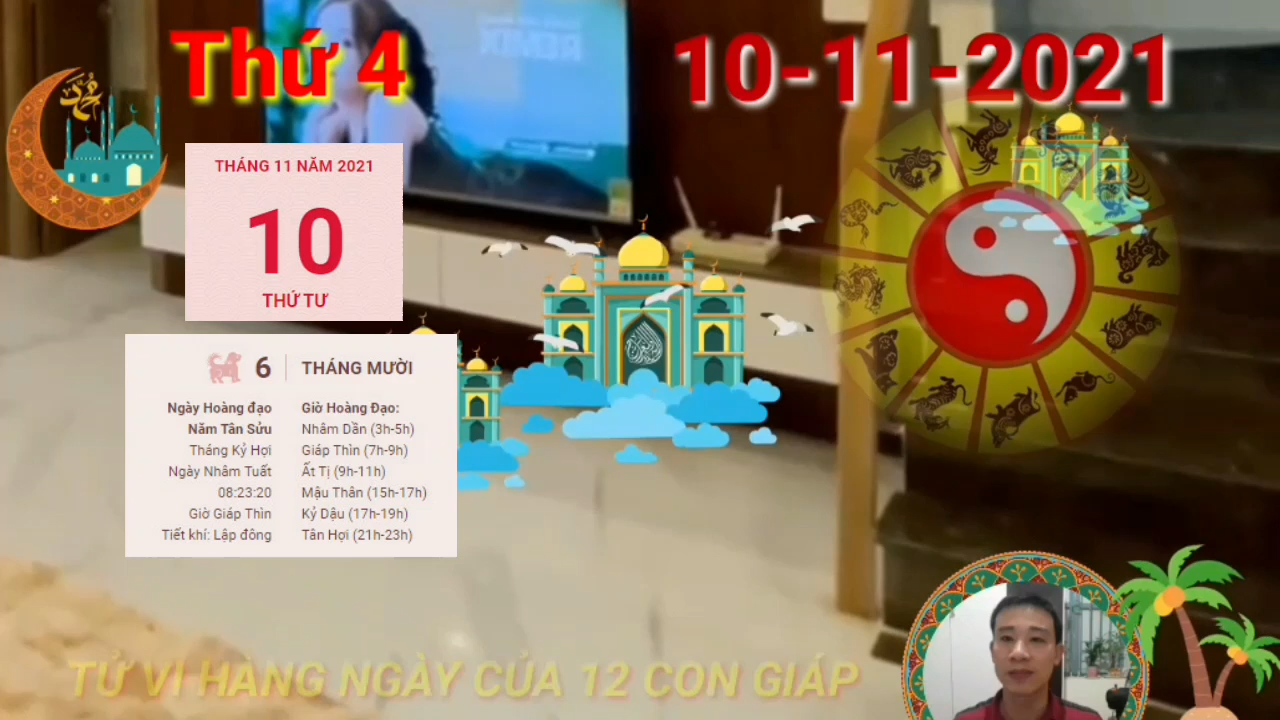 Thứ 4
10-11-2021
THÁNG 11 NĂM 2021
10
THỨ TƯ
6 THÁNG MƯỜI
Ngày Hoàng đạo
Năm Tân Sửu
Tháng Kỷ Hợi
Ngày Nhâm Tuất
08:23:20
Giờ Giáp Thìn
Tiết khí: Lập đông
Giờ Hoàng Đạo:
Nhâm Dần (3h-5h)
Giáp Thìn (7h-9h)
Ất Tị (9h-11h)
Mậu Thân (15h-17h)
Kỷ Dậu (17h-19h)
Tân Hợi (21h-23h)
TỬ VI HÀNG NGÀY CỦA 12 CON GIÁP